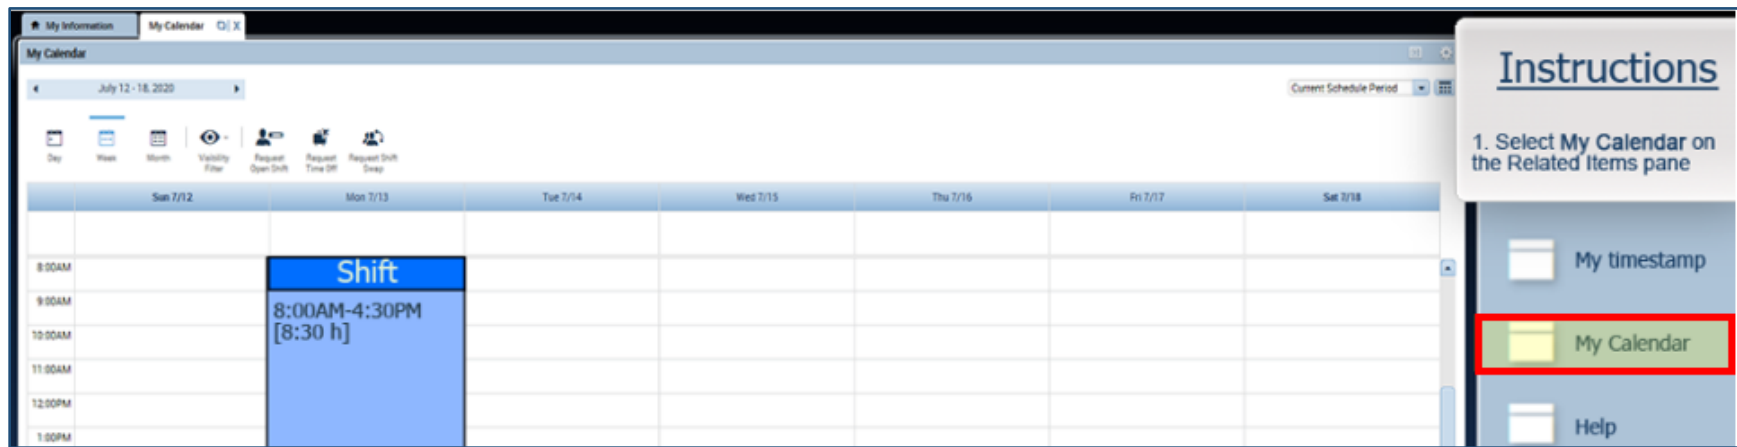 My Information
My Calendar
X
My Calendar
July 12 - 18, 2020
Current Schedule Period
Day
Week
Month
Visibility
Filter
Request
Open Shift
Request
Time Off
Request Shift
Swap
Sun 7/12
Mon 7/13
Tue 7/14
Wed 7/15
Thu 7/16
Fri 7/17
Sat 7/18
8:00AM
9:00AM
10:00AM
11:00AM
12:00PM
1:00PM
Shift
8:00AM-4:30PM
[8:30 h]
Instructions
1. Select My Calendar on
the Related Items pane
My timestamp
My Calendar
Help